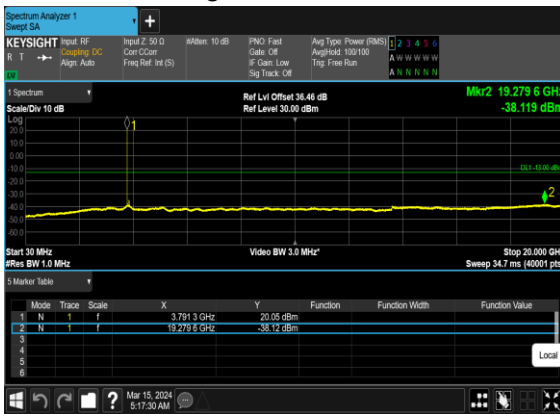 Spectrum Analyzer 1
Swept SA
+
KEYSIGHT
R T
LV
Input: RF
Coupling: DC
Align: Auto
Input Z: 50 Ω
Corr CCorr
Freq Ref: Int (S)
#Atten: 10 dB
PNO: Fast
Gate: Off
IF Gain: Low
Sig Track: Off
Avg Type: Power (RMS)
Avg|Hold: 100/100
Trig: Free Run
1 2 3 4 5 6
A W W W W W
A N N N N N
1 Spectrum
Scale/Div 10 dB
Ref Lvl Offset 36.46 dB
Ref Level 30.00 dBm
Mkr2 19.279 6 GHz
-38.119 dBm
Log
20.0
10.0
0.00
-10.0
-20.0
-30.0
-40.0
-50.0
-60.0
1
DL1 -13.00 dBm
2
Start 30 MHz
#Res BW 1.0 MHz
Video BW 3.0 MHz*
Stop 20.000 GH
Sweep 34.7 ms (40001 pts
5 Marker Table
Mode Trace Scale X Y Function Function Width Function Value
1 N 1 f 3.791 3 GHz 20.05 dBm
2 N 1 f 19.279 6 GHz -38.12 dBm
3
4
5
6
Local
?
Mar 15, 2024
5:17:30 AM